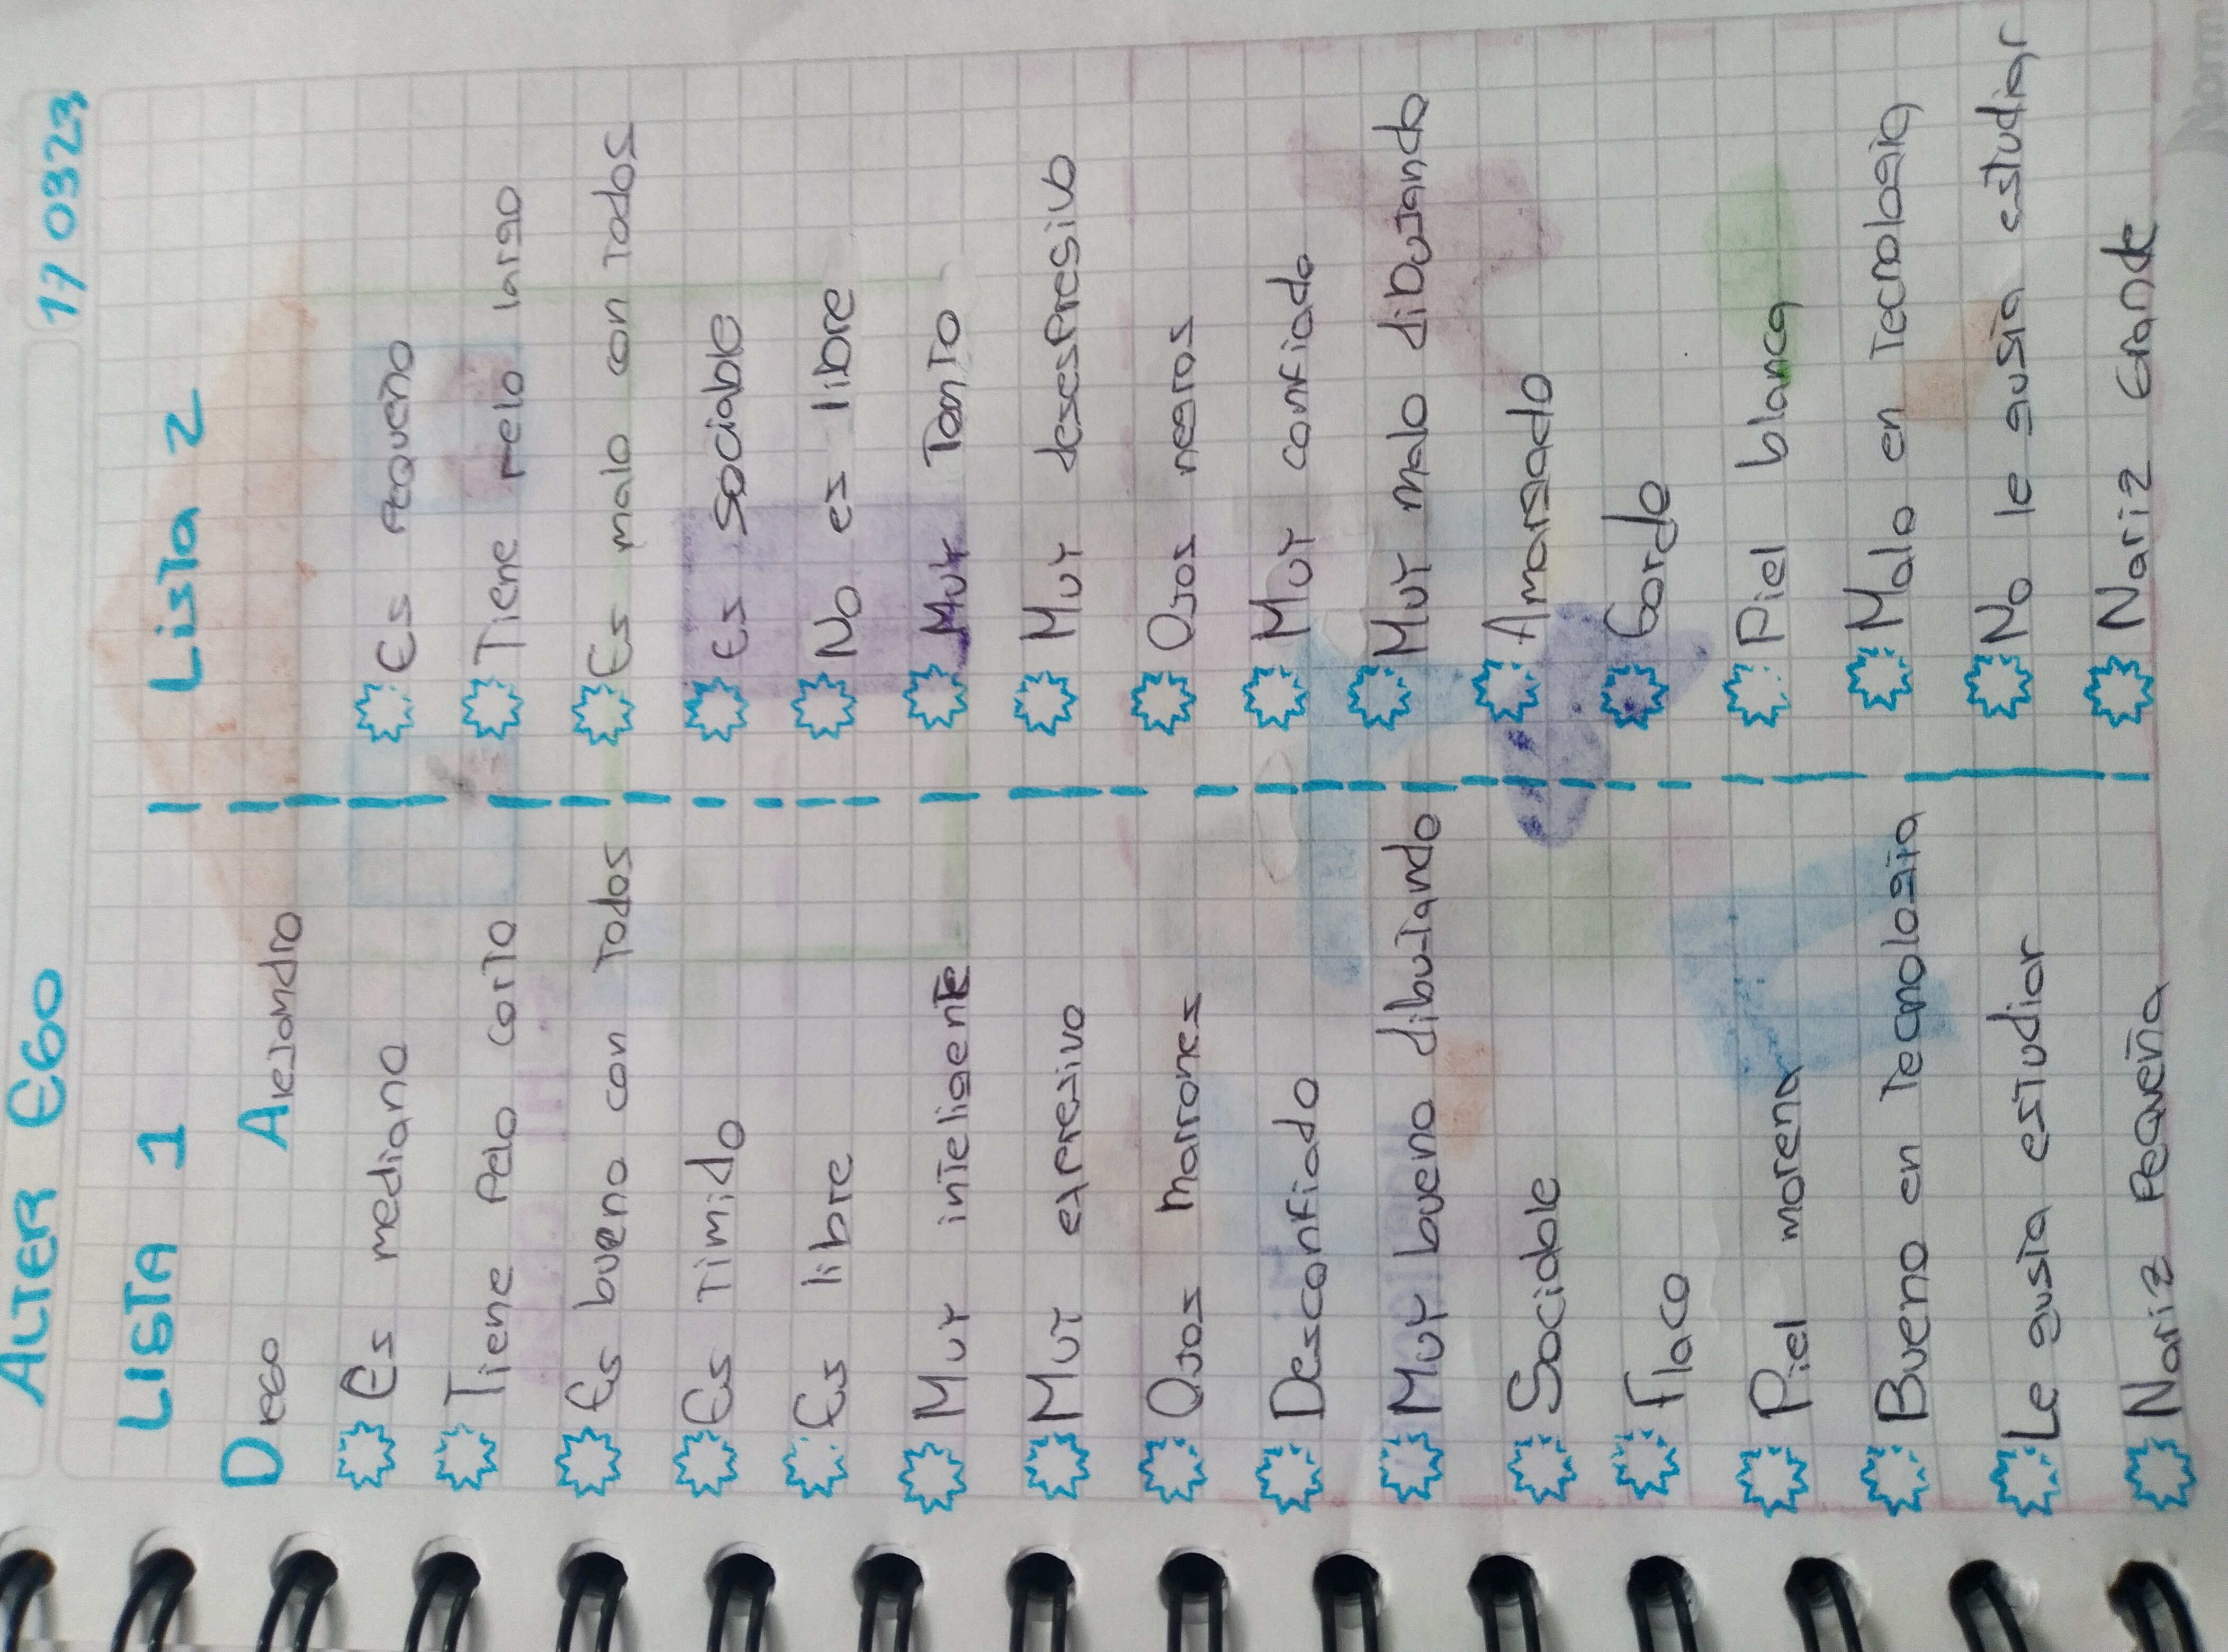 ALTER EGO 17 03 23
LISTA 1
Diego Alejandro
Es mediano
Tiene Pelo corto
Es bueno con todos
Es timido
Es libre
Muy inteligente
Muy expresivo
Ojos Marrones
Desconfiado
Muy bueno dibujando
Sociable
Flaco
Piel morena
Bueno en tecnologia
Le gusta estudiar
Nariz Pequeña
Lista 2
Es Pequeño
Tiene Pelo largo
Es malo con todos
Es sociable
No es libre
Muy Tonto
Muy desespresivo
Ojos negros
Muy confiado
Muy malo dibujando
Amargado
Gordo
Piel blanca
Malo en tecnologia
No le gusta estudiar
Nariz Grande